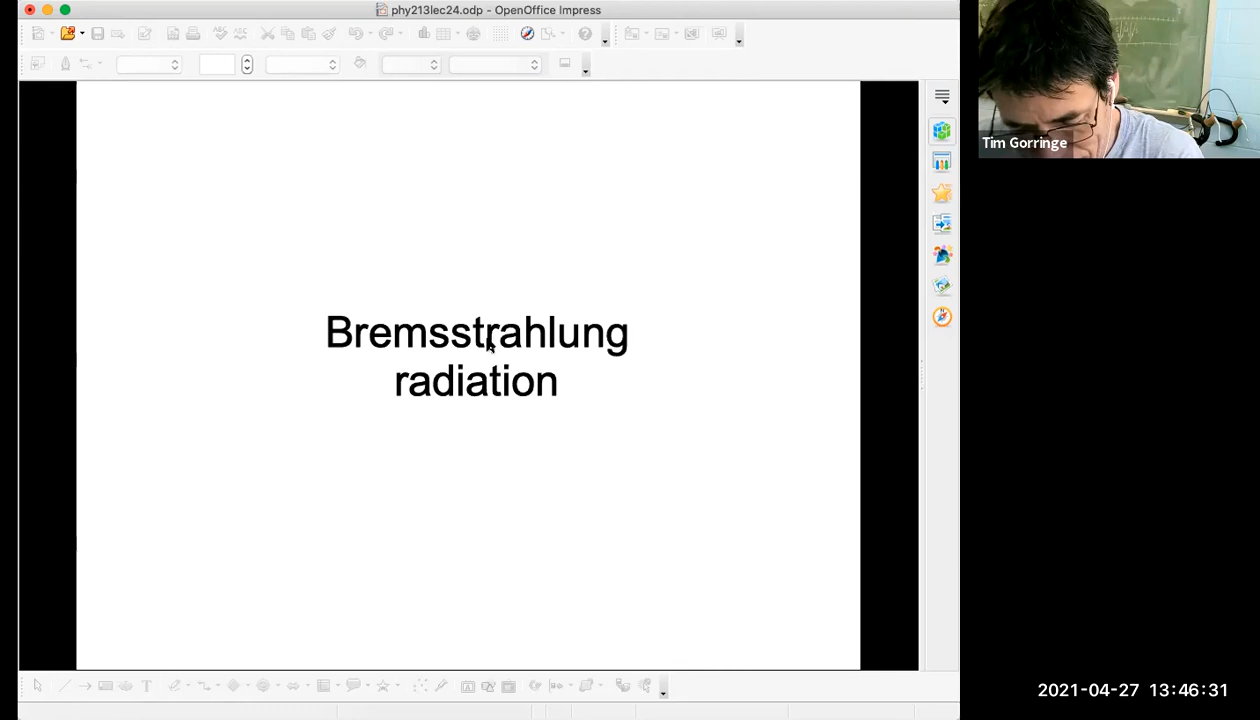 phy213lec24.odp - OpenOffice Impress
Tim Gorringe
Bremsstrahlung
radiation
2021-04-27 13:46:31